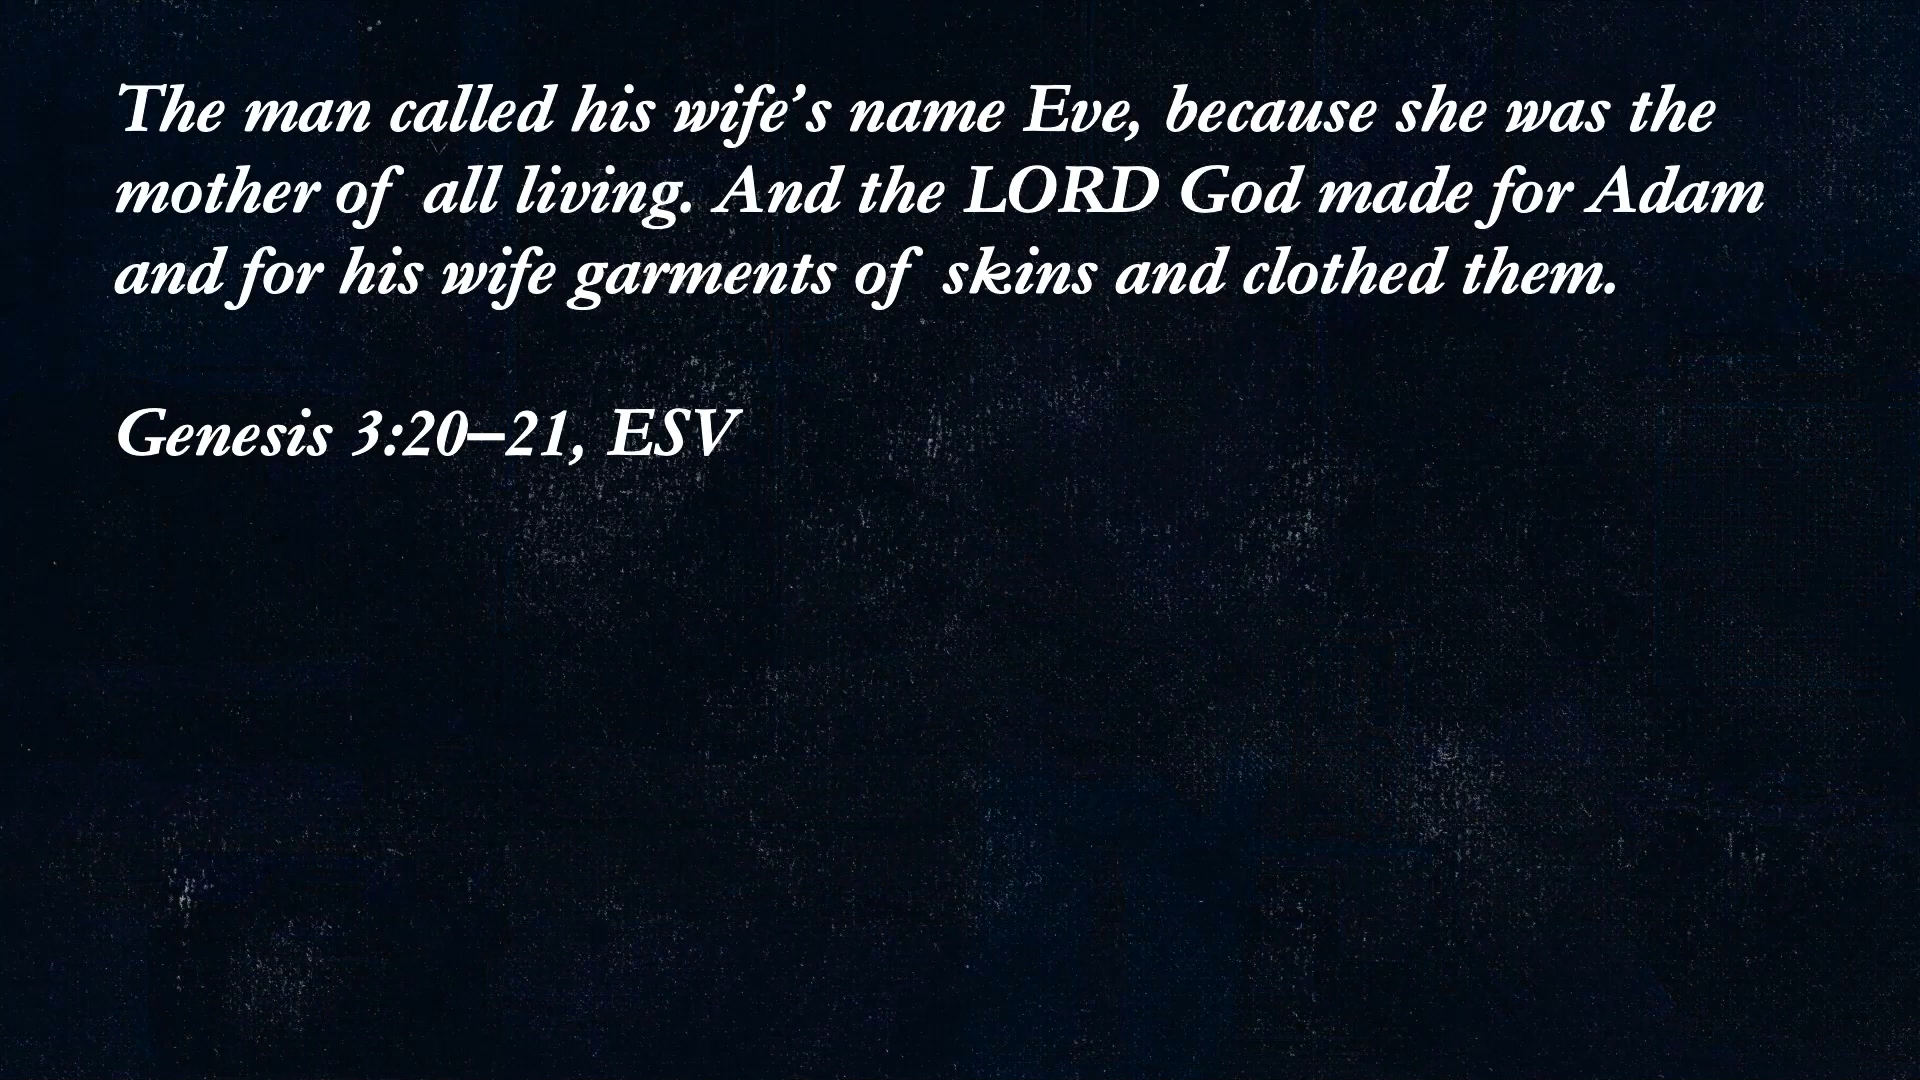 The man called his wife’s name Eve, because she was the
mother of all living. And the LORD God made for Adam
and for his wife garments of skins and clothed them.
Genesis 3:20–21, ESV